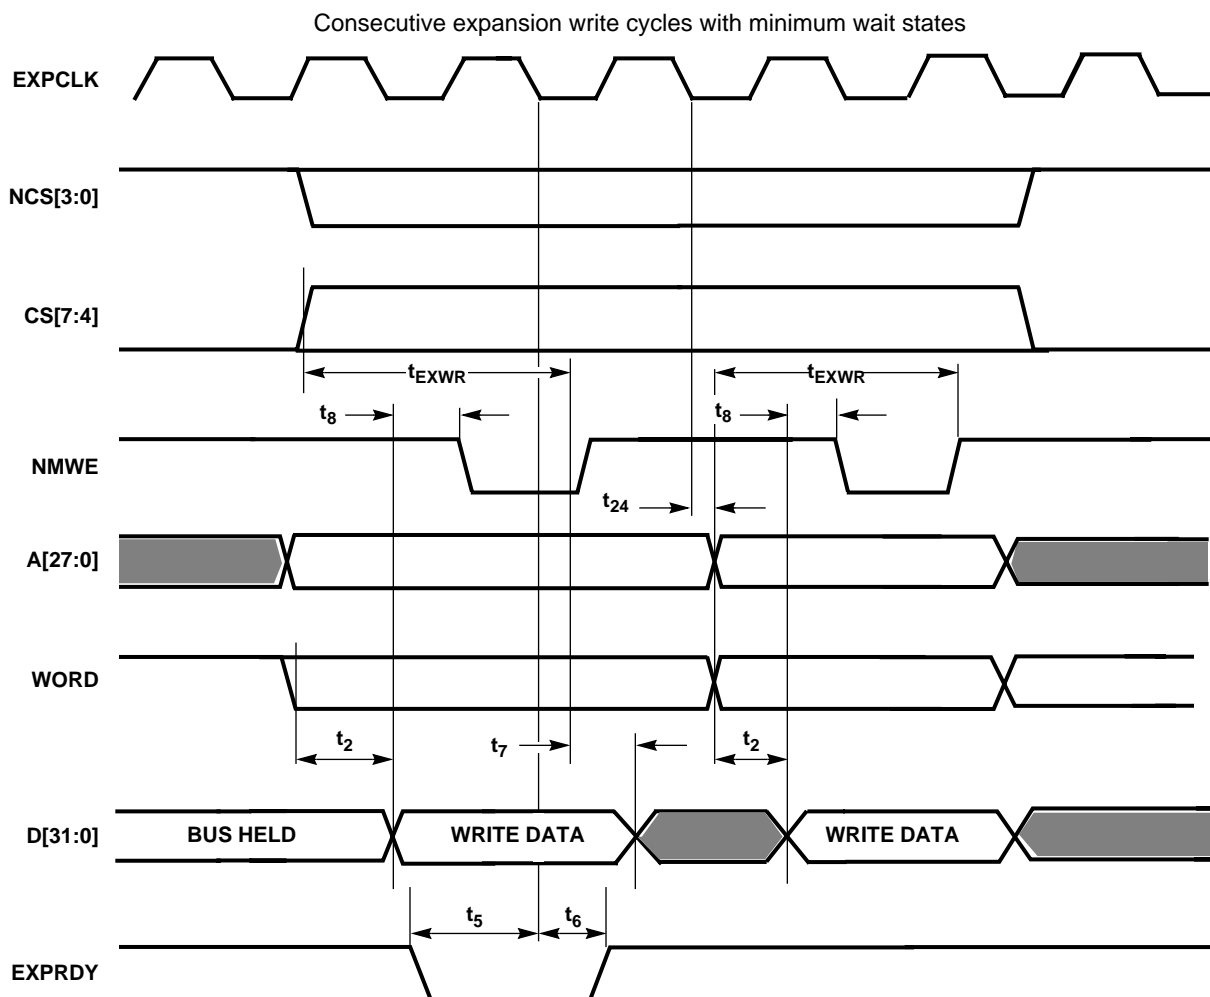 Consecutive expansion write cycles with minimum wait states
EXPCLK
NCS[3:0]
CS[7:4]
tEXWR tEXWR
t8 t8
NMWE
t24
A[27:0]
WORD
t2 t7 t2
D[31:0] BUS HELD WRITE DATA WRITE DATA
t5 t6
EXPRDY